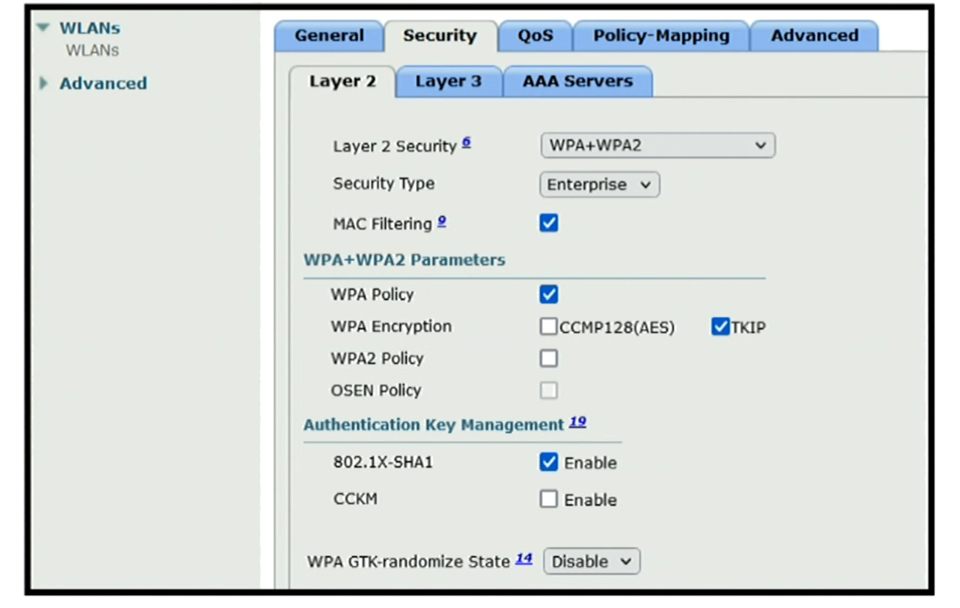 WLANs
WLANs
Advanced
General Security QoS Policy-Mapping Advanced
Layer 2 Layer 3 AAA Servers
Layer 2 Security 6 WPA+WPA2
Security Type Enterprise
MAC Filtering 9
WPA+WPA2 Parameters
WPA Policy
WPA Encryption CCMP128(AES) TKIP
WPA2 Policy
OSEN Policy
Authentication Key Management 19
802.1X-SHA1 Enable
CCKM Enable
WPA GTK-randomize State 14 Disable